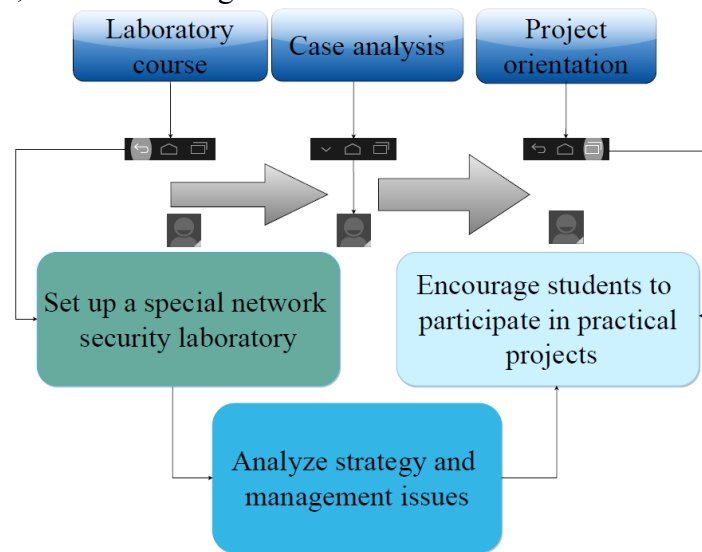 Laboratory
course
Case analysis
Project
orientation
Set up a special network
security laboratory
Encourage students to
participate in practical
projects
Analyze strategy and
management issues